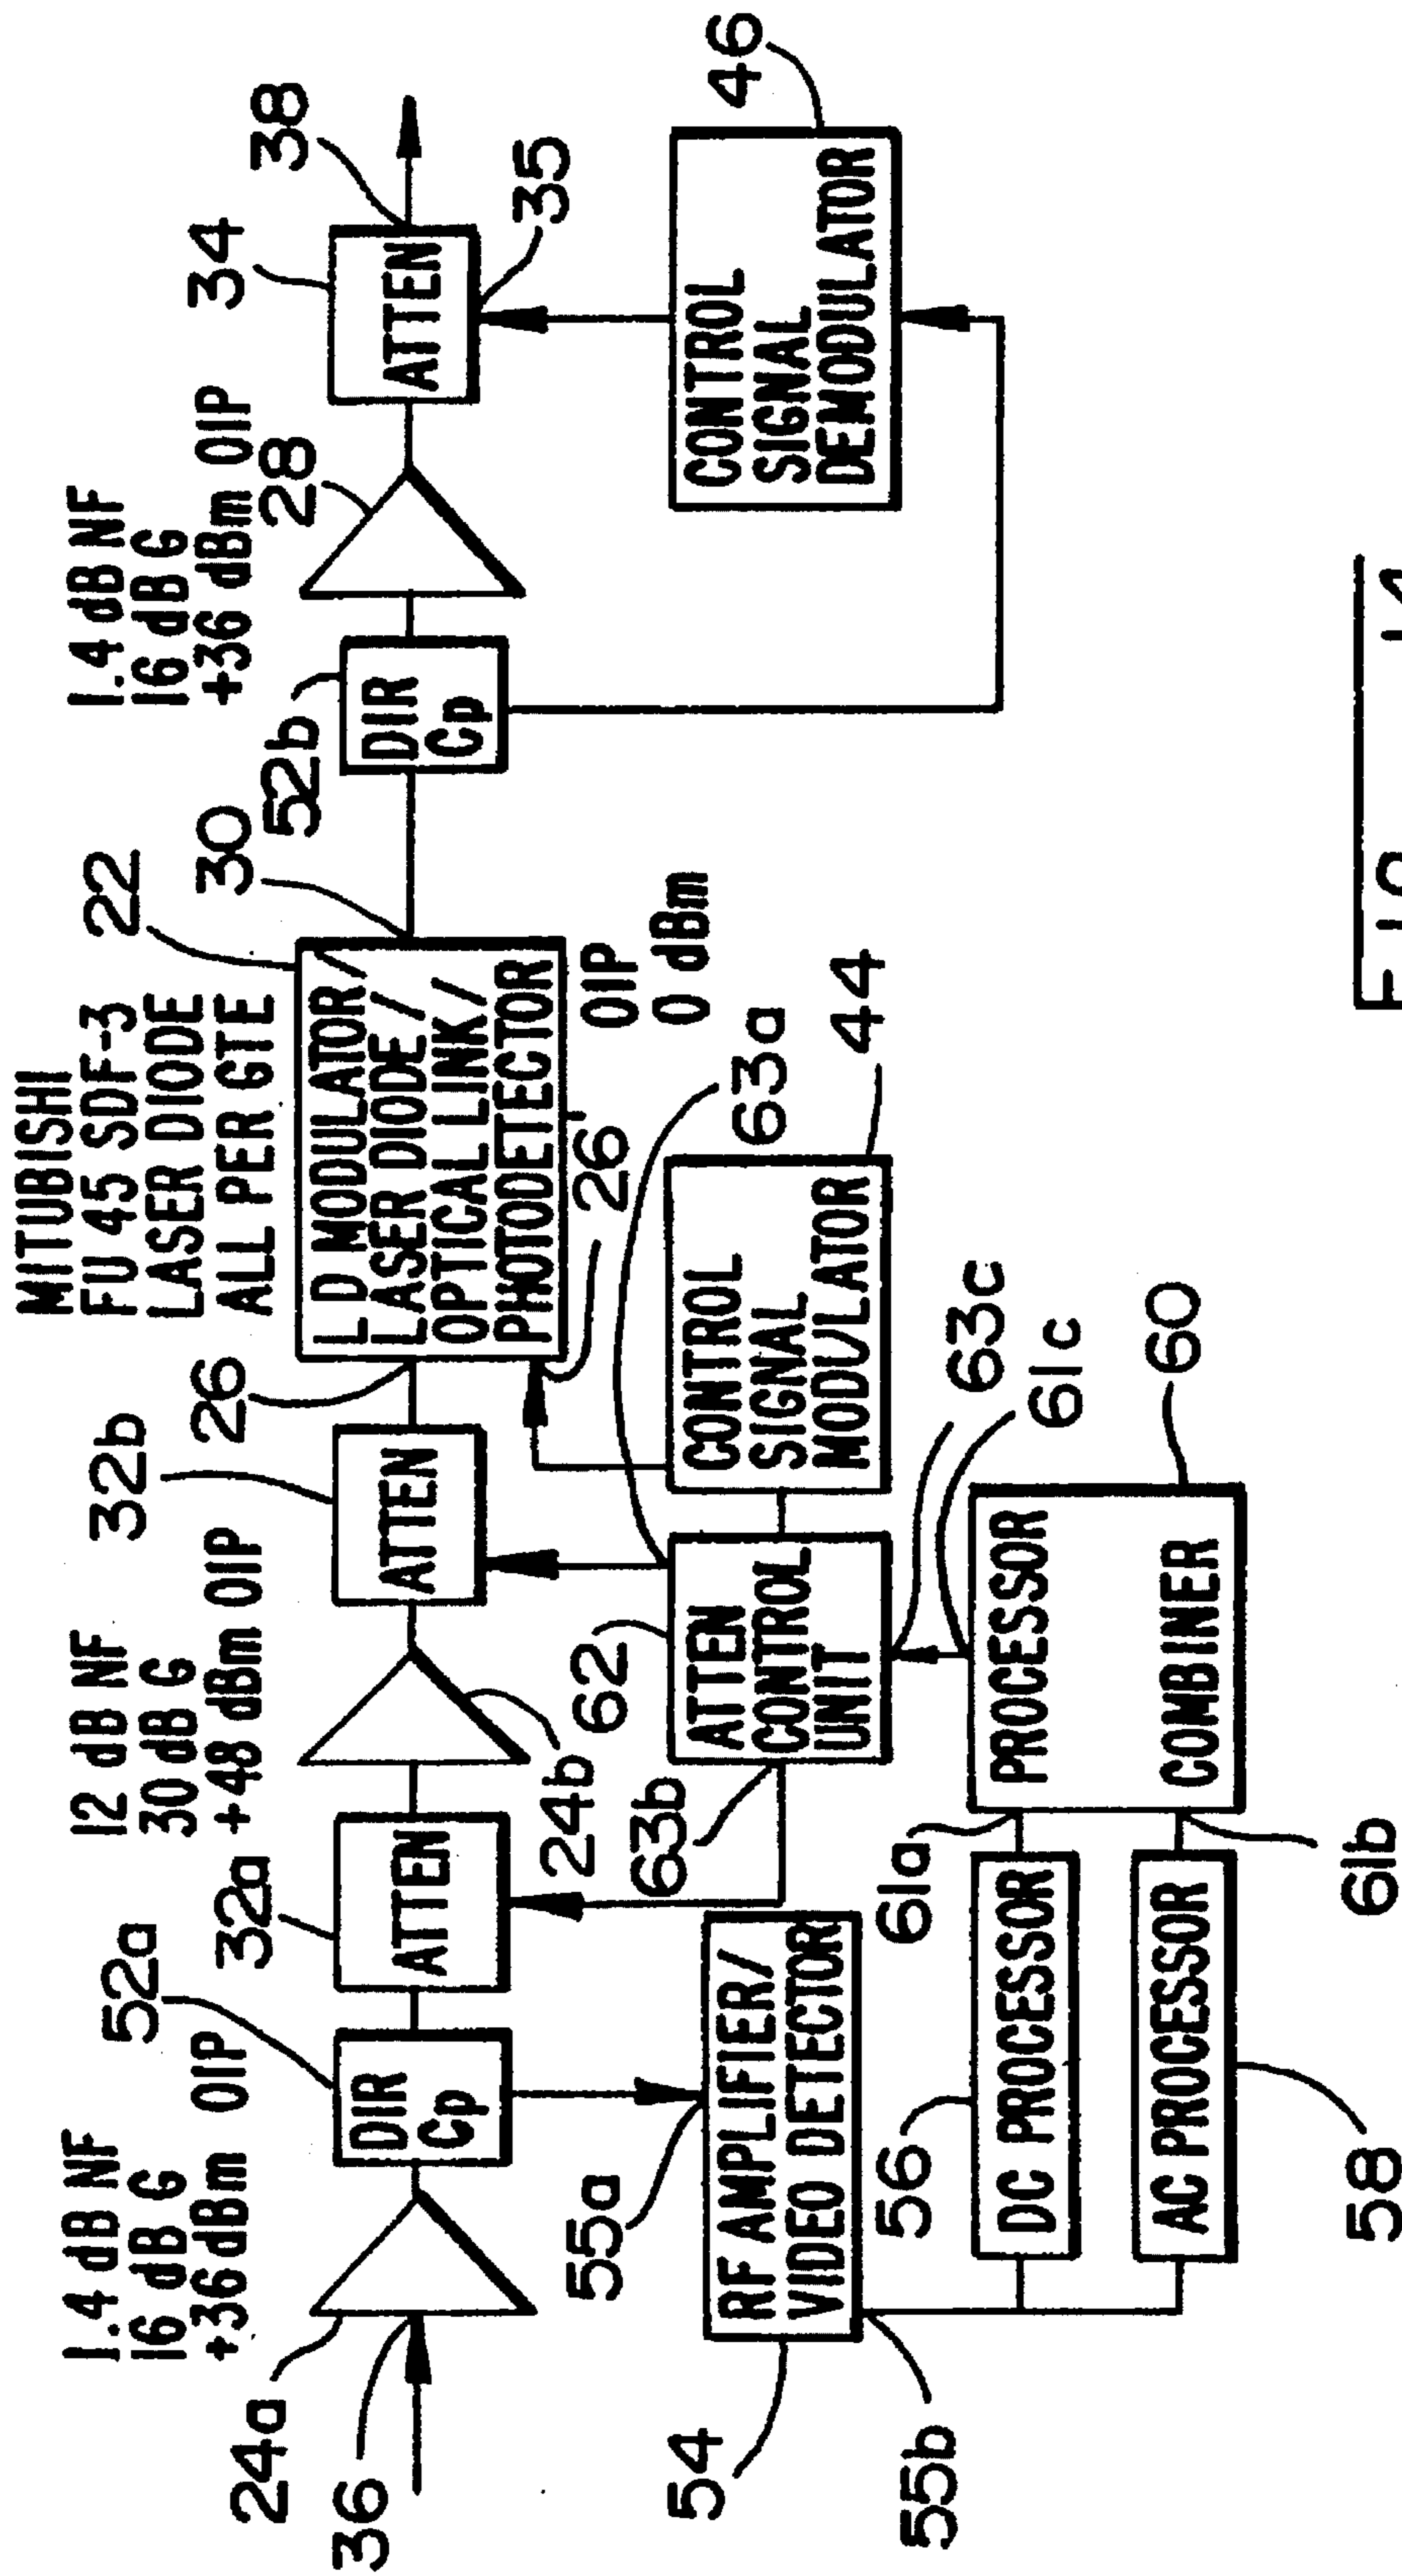 1.4 dB NF
16 dB G
+36 dBm OIP
24a
36
52a
DIR
Cp
32a
ATTEN
12 dB NF
30 dB G
+48 dBm OIP
24b
32b
ATTEN
26
MITUBISHI
FU 45 SDF-3
LASER DIODE
ALL PER GTE
22
L D MODULATOR/
LASER DIODE/
OPTICAL LINK/
PHOTODETECTOR
26
OIP
0 dBm
30
52b
DIR
Cp
1.4 dB NF
16 dB G
+36 dBm OIP
28
34
ATTEN
38
35
55a
54
RF AMPLIFIER/
VIDEO DETECTOR
55b
63b
62
ATTEN
CONTROL
UNIT
63a
CONTROL
SIGNAL
MODULATOR
44
63c
61c
CONTROL
SIGNAL
DEMODULATOR
46
56
DC PROCESSOR
61a
PROCESSOR
COMBINER
60
AC PROCESSOR
58
61b